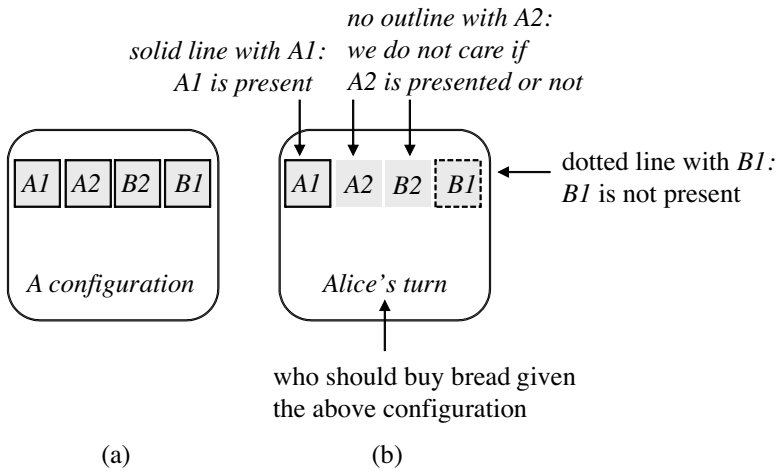 no outline with A2:
we do not care if
A2 is presented or not
solid line with A1:
A1 is present
A1 A2 B2 B1
A configuration
A1 A2 B2 B1
Alice's turn
dotted line with B1:
B1 is not present
who should buy bread given
the above configuration
(a)
(b)